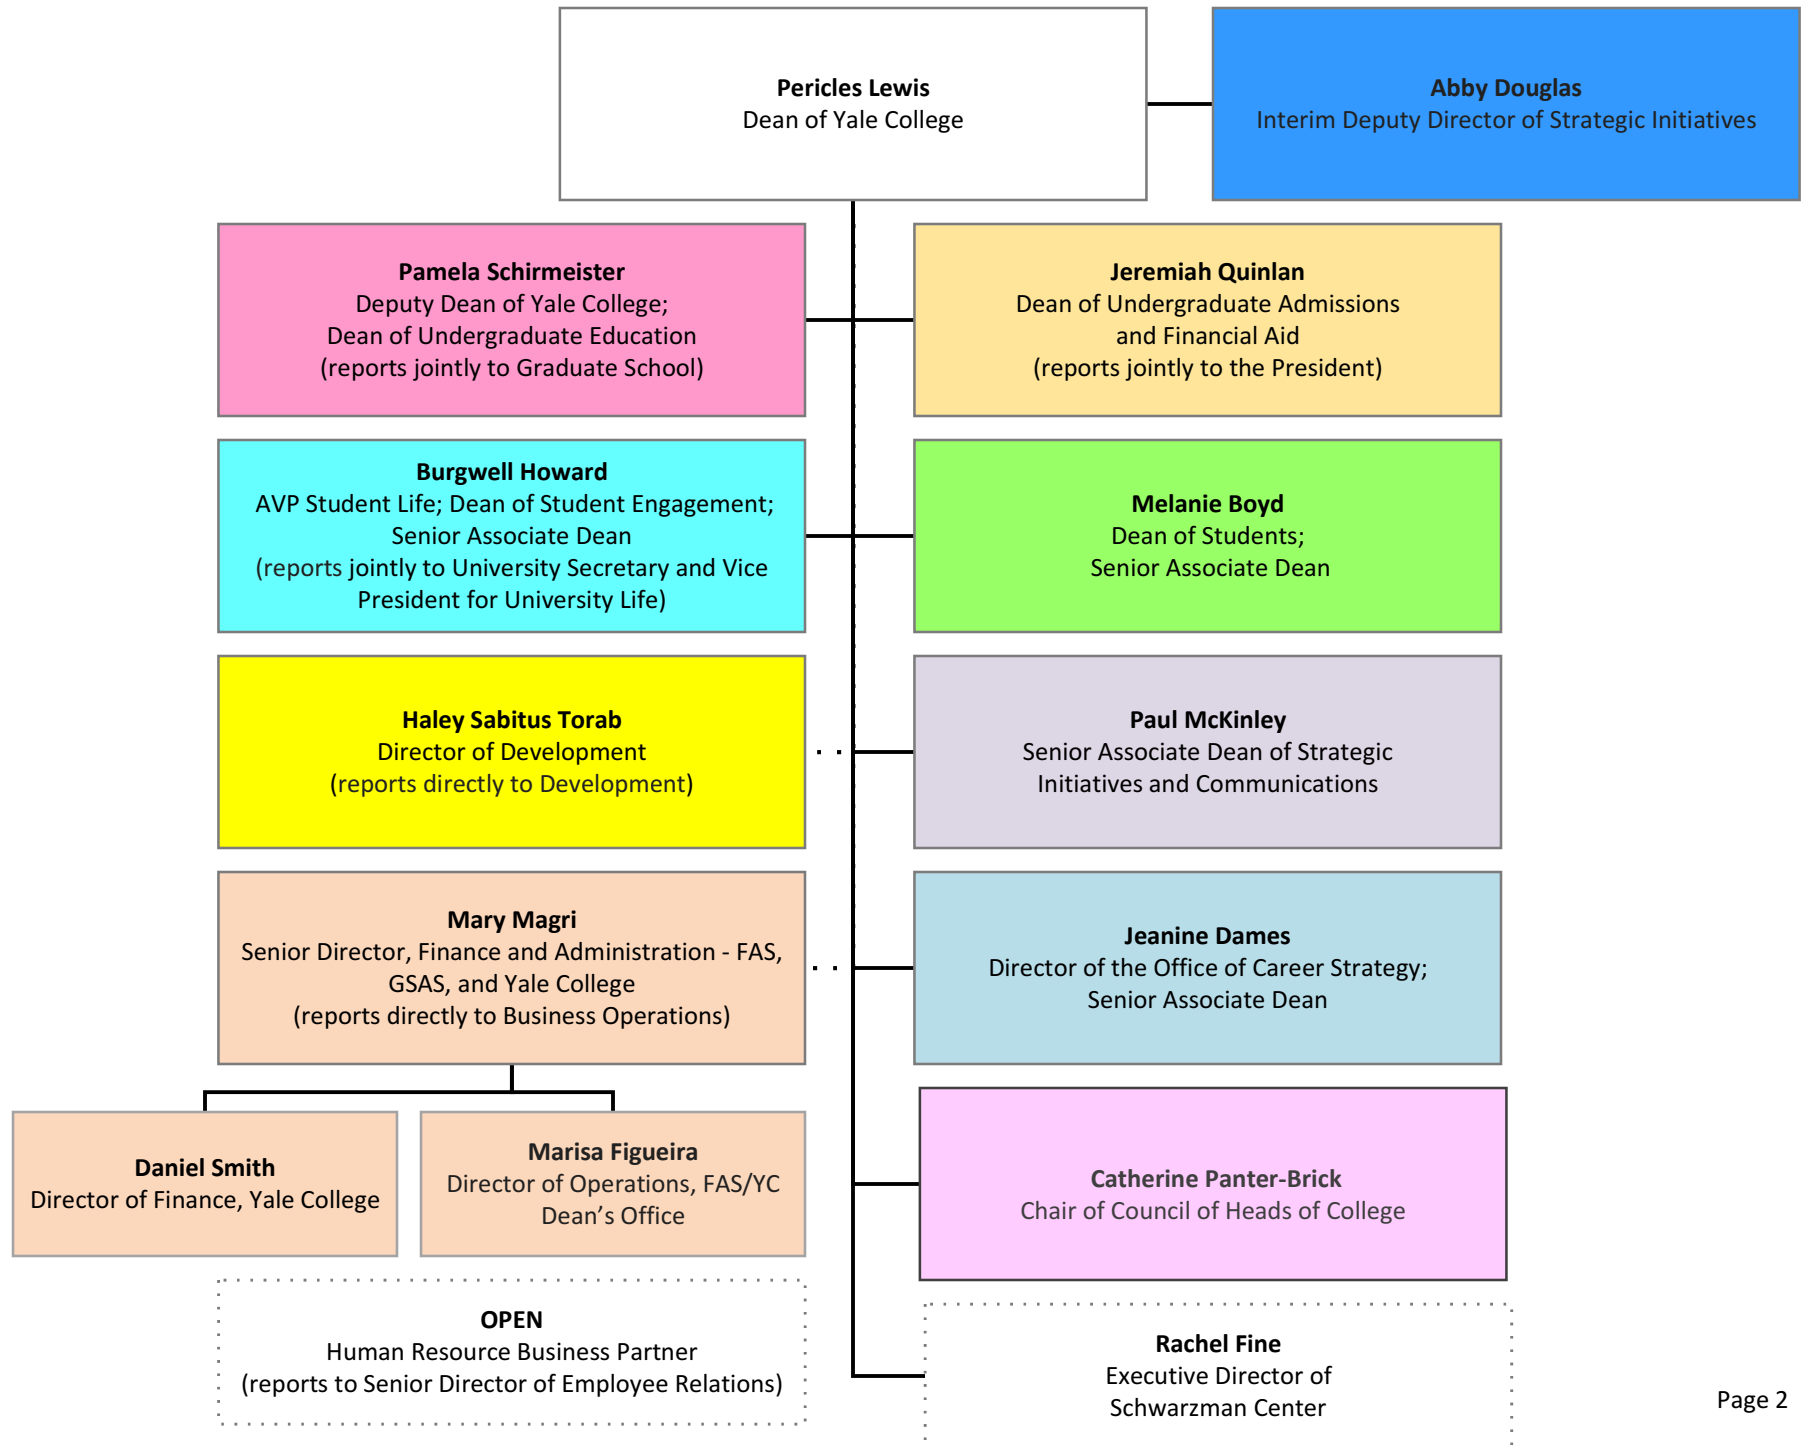 Pericles Lewis
Dean of Yale College
Abby Douglas
Interim Deputy Director of Strategic Initiatives
Pamela Schirmeister
Deputy Dean of Yale College;
Dean of Undergraduate Education
(reports jointly to Graduate School)
Jeremiah Quinlan
Dean of Undergraduate Admissions
and Financial Aid
(reports jointly to the President)
Burgwell Howard
AVP Student Life; Dean of Student Engagement;
Senior Associate Dean
(reports jointly to University Secretary and Vice
President for University Life)
Melanie Boyd
Dean of Students;
Senior Associate Dean
Haley Sabitus Torab
Director of Development
(reports directly to Development)
Paul McKinley
Senior Associate Dean of Strategic
Initiatives and Communications
Mary Magri
Senior Director, Finance and Administration - FAS,
GSAS, and Yale College
(reports directly to Business Operations)
Jeanine Dames
Director of the Office of Career Strategy;
Senior Associate Dean
Daniel Smith
Director of Finance, Yale College
Marisa Figueira
Director of Operations, FAS/YC
Dean’s Office
Catherine Panter-Brick
Chair of Council of Heads of College
OPEN
Human Resource Business Partner
(reports to Senior Director of Employee Relations)
Rachel Fine
Executive Director of
Schwarzman Center
Page 2